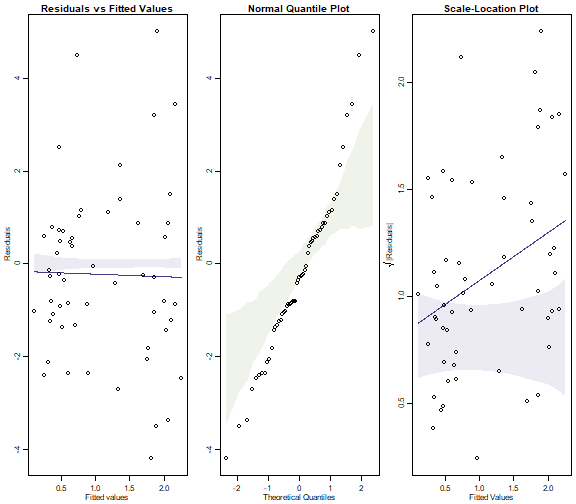 Residuals vs Fitted Values
Residuals
4
2
0
-2
-4
0.5 1.0 1.5 2.0
Fitted values
Normal Quantile Plot
Residuals
4
2
0
-2
-4
-2 -1 0 1 2
Theoretical Quantiles
Scale-Location Plot
√|Residuals|
2.0
1.5
1.0
0.5
0.5 1.0 1.5 2.0
Fitted Values